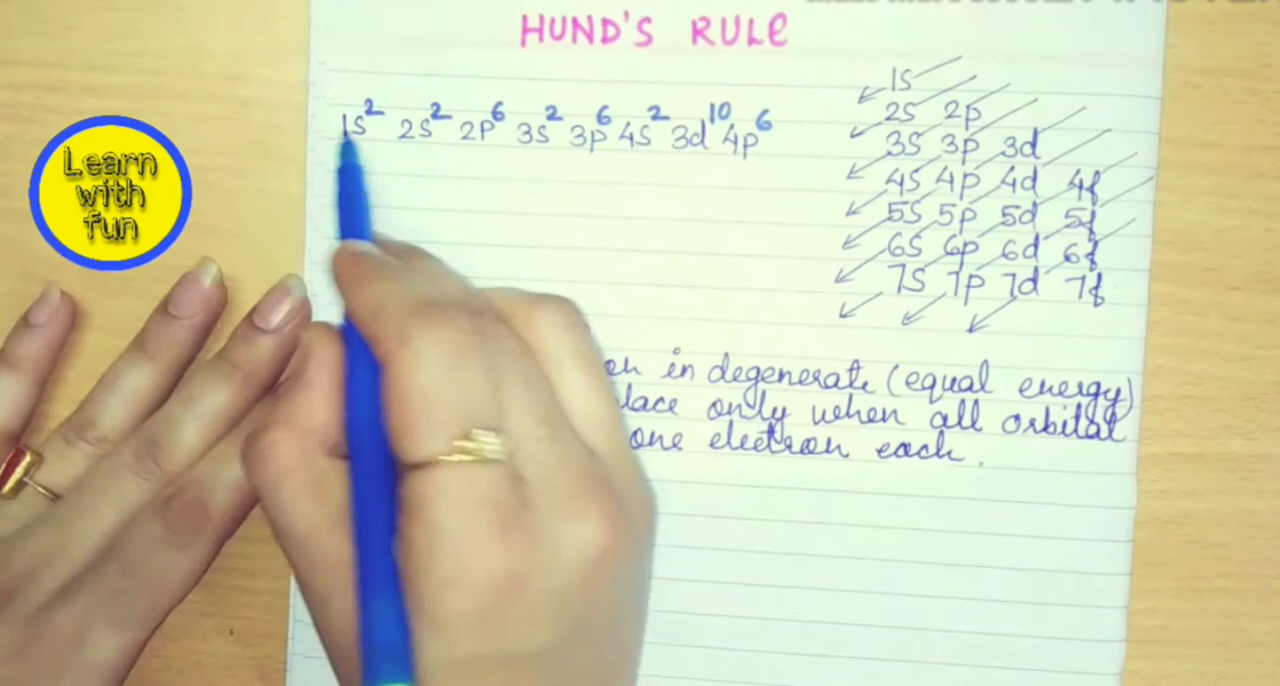 HUND'S RULE
1s² 2s² 2p⁶ 3s² 3p⁶ 4s² 3d¹⁰ 4p⁶
1s
2s 2p
3s 3p 3d
4s 4p 4d 4f
5s 5p 5d 5f
6s 6p 6d 6f
7s 7p 7d 7f
Learn
with
fun
in degenerate (equal energy)
only when all orbital
one electron each.